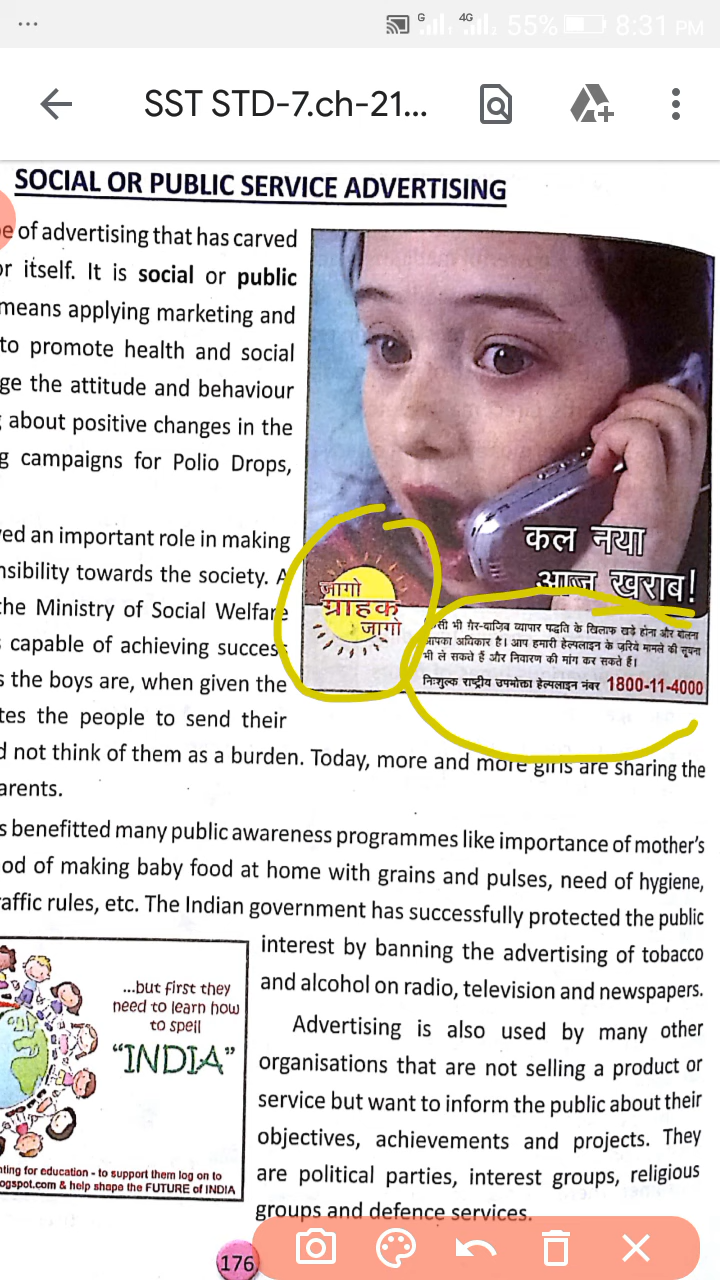 G 4G 55% 8:31 PM
SST STD-7.ch-21...
SOCIAL OR PUBLIC SERVICE ADVERTISING
e of advertising that has carved
or itself. It is social or public
means applying marketing and
to promote health and social
ge the attitude and behaviour
about positive changes in the
g campaigns for Polio Drops,
ved an important role in making
nsibility towards the society. A
the Ministry of Social Welfare
capable of achieving success
s the boys are, when given the
tes the people to send their
d not think of them as a burden. Today, more and more girls are sharing the
arents.
कल नया
आज खराब!
जागो
ग्राहक
जागो
सी भी ग़ैर-वाजिब व्यापार पद्धति के खिलाफ खड़े होना और बोलना
आपका अधिकार है। आप हमारी हेल्पलाइन के ज़रिये मामले की सूचना
भी ले सकते हैं और निवारण की मांग कर सकते हैं।
निःशुल्क राष्ट्रीय उपभोक्ता हेल्पलाइन नंबर 1800-11-4000
s benefitted many public awareness programmes like importance of mother's
od of making baby food at home with grains and pulses, need of hygiene,
raffic rules, etc. The Indian government has successfully protected the public
interest by banning the advertising of tobacco
and alcohol on radio, television and newspapers.
...but first they
need to learn how
to spell
"INDIA"
nting for education - to support them log on to
ogspot.com & help shape the FUTURE of INDIA
Advertising is also used by many other
organisations that are not selling a product or
service but want to inform the public about their
objectives, achievements and projects. They
are political parties, interest groups, religious
groups and defence services.
176